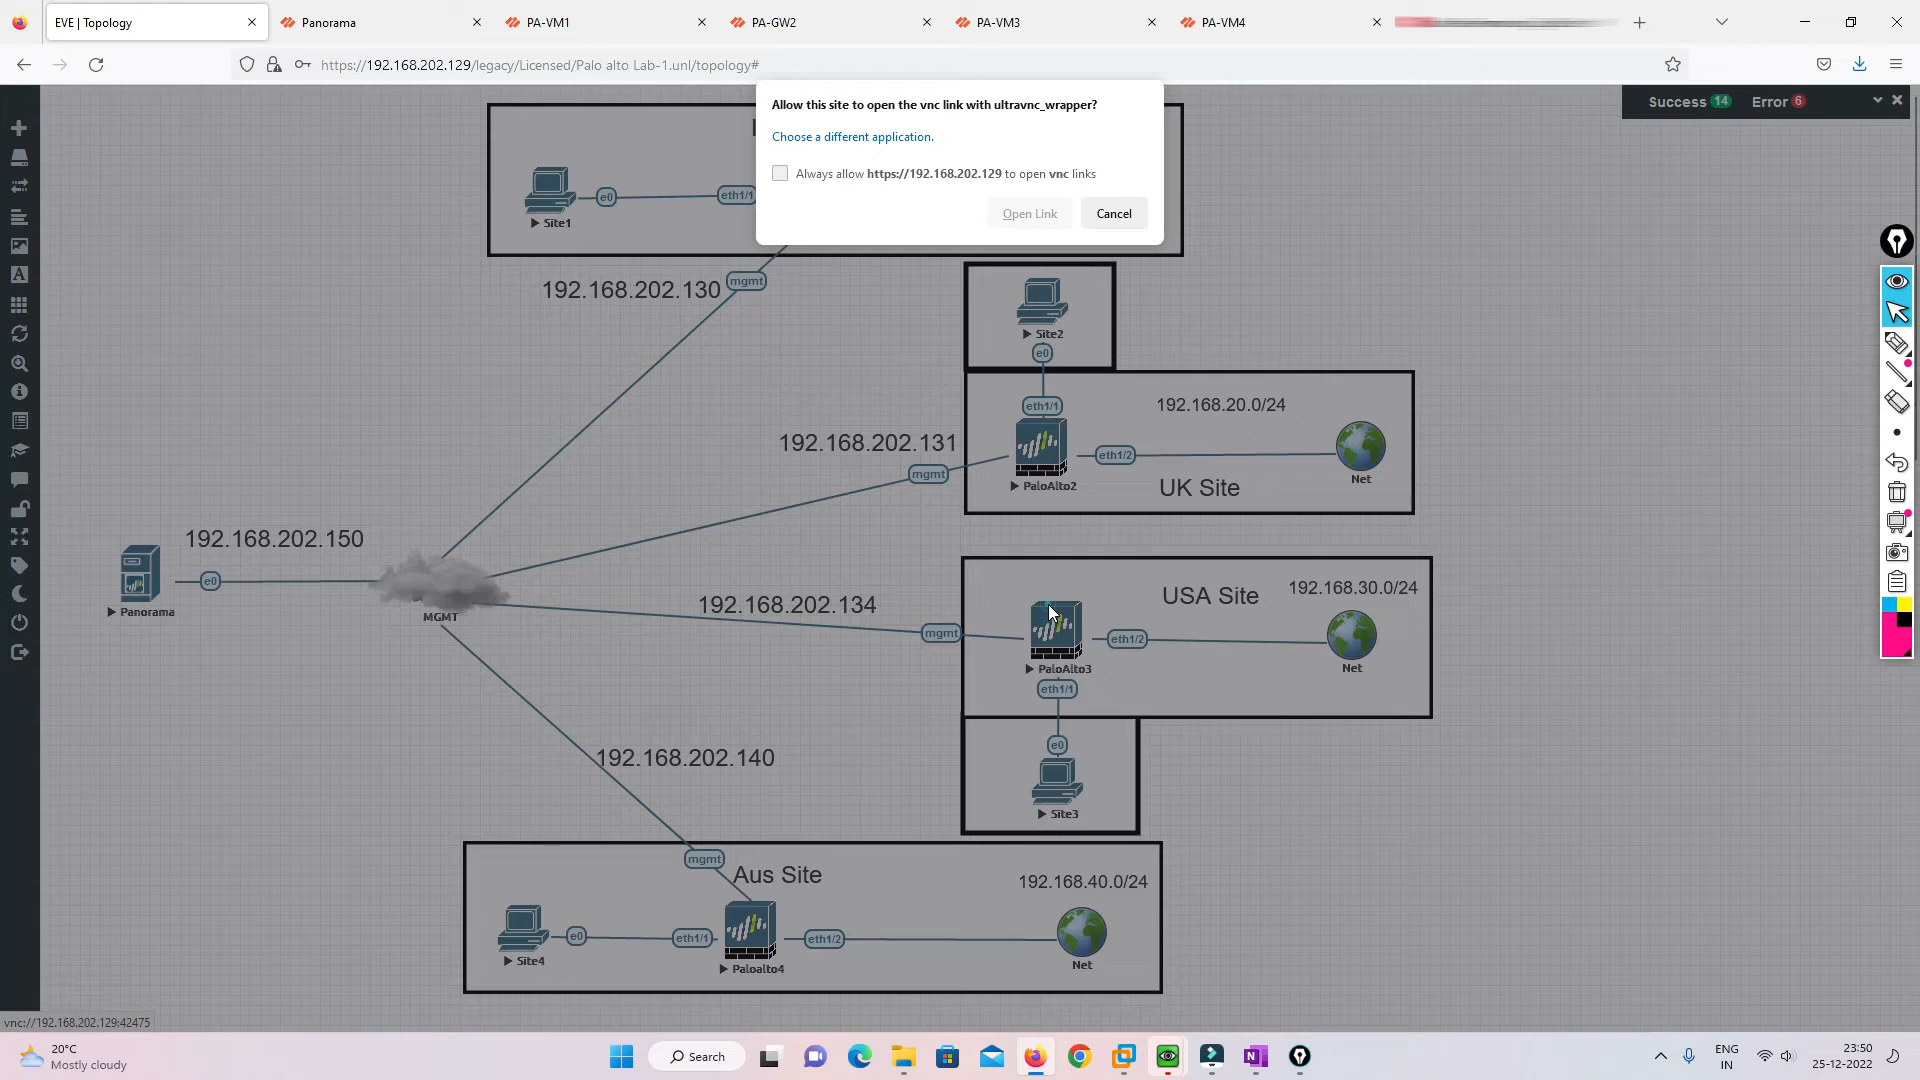 EVE | Topology
Panorama
PA-VM1
PA-GW2
PA-VM3
PA-VM4
https://192.168.202.129/legacy/Licensed/Palo alto Lab-1.unl/topology#
Allow this site to open the vnc link with ultravnc_wrapper?
Choose a different application.
Always allow https://192.168.202.129 to open vnc links
Open Link
Cancel
Success 14
Error 6
Site1
e0
eth1/1
192.168.202.130
mgmt
Site2
e0
eth1/1
192.168.20.0/24
192.168.202.131
mgmt
PaloAlto2
eth1/2
UK Site
Net
192.168.202.150
e0
Panorama
MGMT
192.168.202.134
mgmt
USA Site
192.168.30.0/24
PaloAlto3
eth1/2
Net
eth1/1
e0
Site3
192.168.202.140
mgmt
Aus Site
192.168.40.0/24
Site4
e0
eth1/1
Paloalto4
eth1/2
Net
vnc://192.168.202.129:42475
20°C
Mostly cloudy
Search
ENG
IN
23:50
25-12-2022